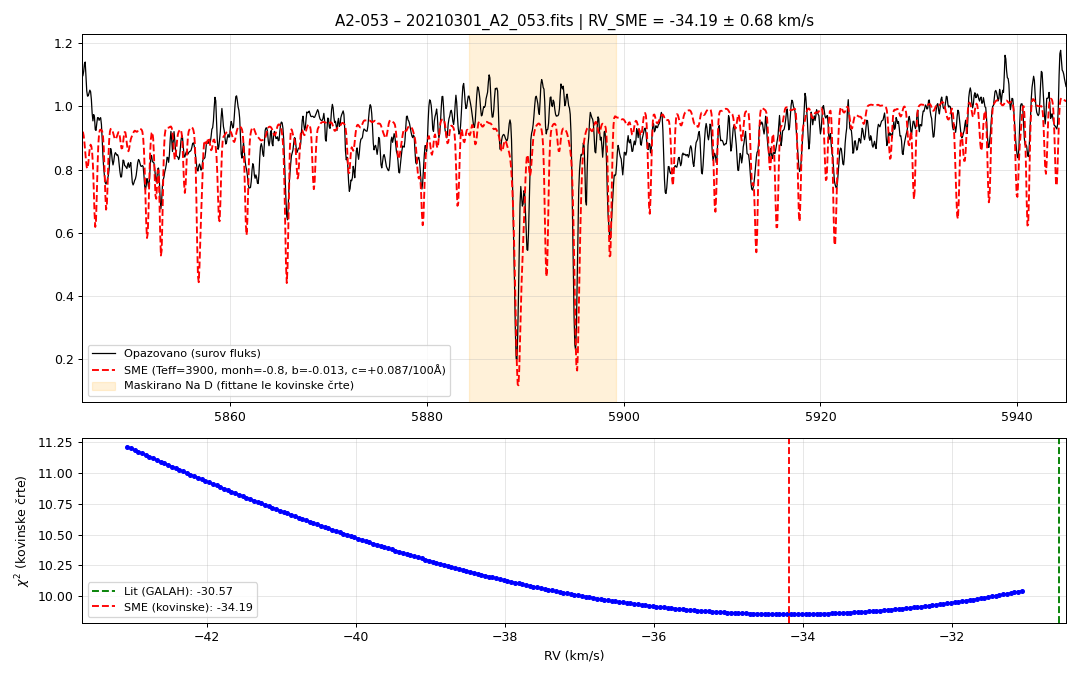 A2-053 – 20210301_A2_053.fits | RV_SME = -34.19 ± 0.68 km/s
1.2
1.0
0.8
0.6
0.4
0.2
Opazovano (surov fluks)
SME (Teff=3900, monh=-0.8, b=-0.013, c=+0.087/100Å)
Maskirano Na D (fittane le kovinske črte)
5860 5880 5900 5920 5940
11.25
11.00
10.75
10.50
10.25
10.00
χ² (kovinske črte)
Lit (GALAH): -30.57
SME (kovinske): -34.19
−42 −40 −38 −36 −34 −32
RV (km/s)